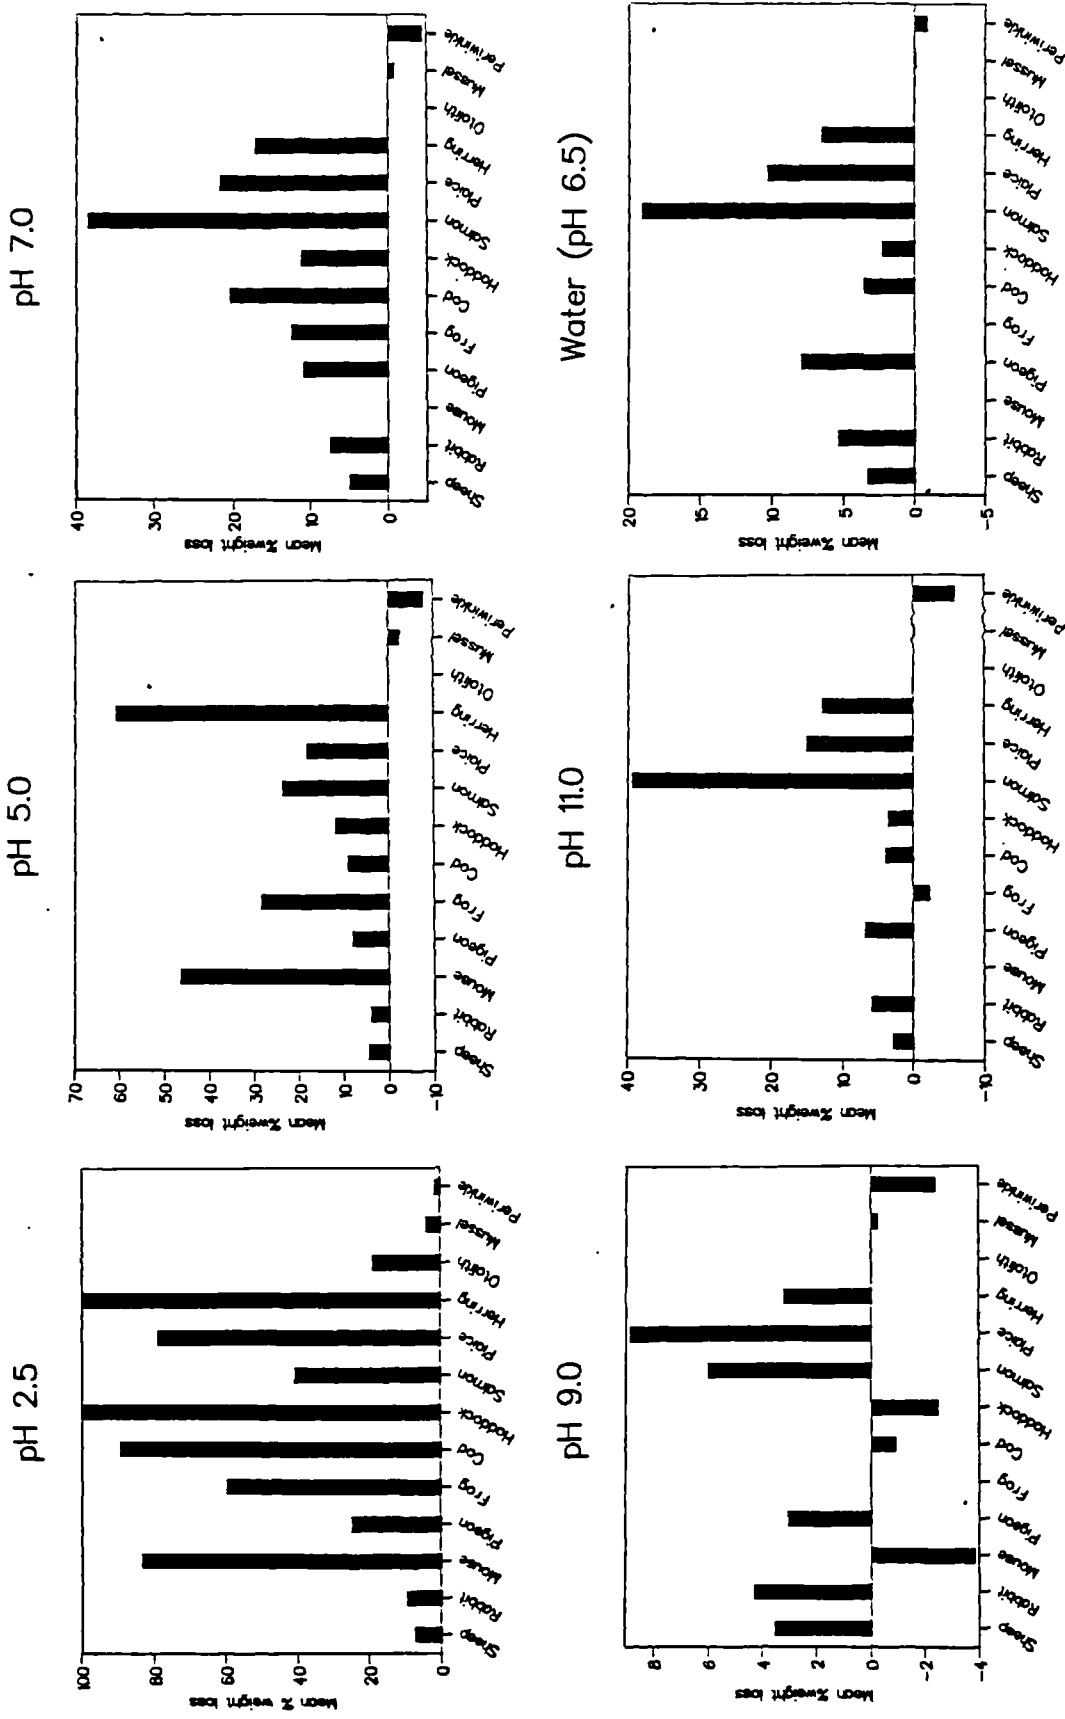 pH 2.5
Mean % weight loss
100
80
60
40
20
0
Sheep
Rabbit
Mouse
Pigeon
Frog
Cod
Haddock
Salmon
Plaice
Herring
Otolith
Mussel
Periwinkle
pH 5.0
Mean %weight loss
70
60
50
40
30
20
10
0
-10
Sheep
Rabbit
Mouse
Pigeon
Frog
Cod
Haddock
Salmon
Plaice
Herring
Otolith
Mussel
Periwinkle
pH 7.0
Mean %weight loss
40
30
20
10
0
Sheep
Rabbit
Mouse
Pigeon
Frog
Cod
Haddock
Salmon
Plaice
Herring
Otolith
Mussel
Periwinkle
pH 9.0
Mean %weight loss
8
6
4
2
0
-2
-4
Sheep
Rabbit
Mouse
Pigeon
Frog
Cod
Haddock
Salmon
Plaice
Herring
Otolith
Mussel
Periwinkle
pH 11.0
Mean %weight loss
40
30
20
10
0
-10
Sheep
Rabbit
Mouse
Pigeon
Frog
Cod
Haddock
Salmon
Plaice
Herring
Otolith
Mussel
Periwinkle
Water (pH 6.5)
Mean %weight loss
20
15
10
5
0
-5
Sheep
Rabbit
Mouse
Pigeon
Frog
Cod
Haddock
Salmon
Plaice
Herring
Otolith
Mussel
Periwinkle